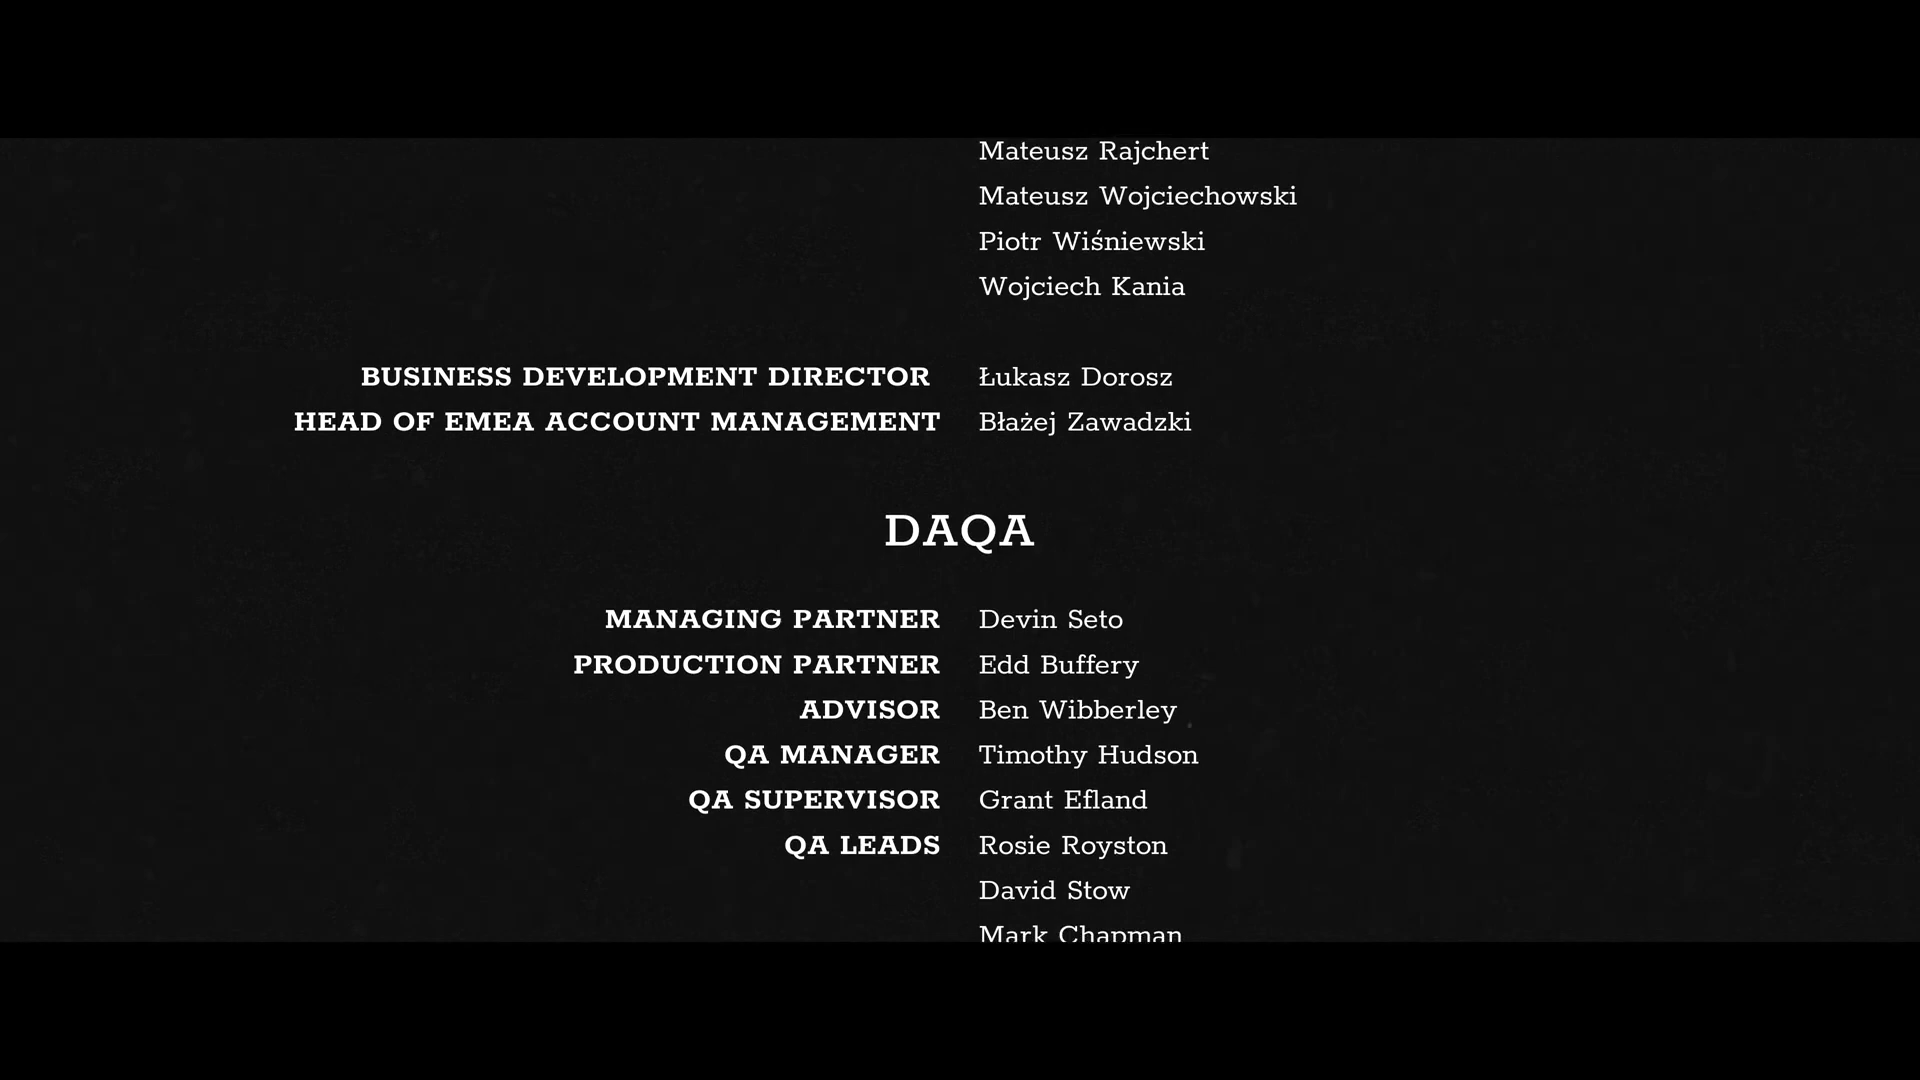 Mateusz Rajchert
Mateusz Wojciechowski
Piotr Wiśniewski
Wojciech Kania
BUSINESS DEVELOPMENT DIRECTOR Łukasz Dorosz
HEAD OF EMEA ACCOUNT MANAGEMENT Błażej Zawadzki
DAQA
MANAGING PARTNER Devin Seto
PRODUCTION PARTNER Edd Buffery
ADVISOR Ben Wibberley
QA MANAGER Timothy Hudson
QA SUPERVISOR Grant Efland
QA LEADS Rosie Royston
David Stow
Mark Chapman